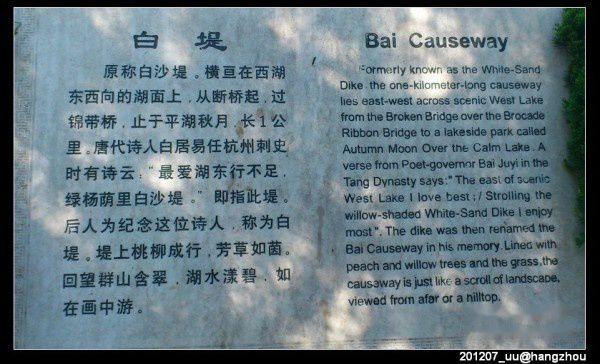 白堤
原称白沙堤。横亘在西湖
东西向的湖面上，从断桥起，过
锦带桥，止于平湖秋月，长1公
里。唐代诗人白居易任杭州刺史
时有诗云：“最爱湖东行不足，
绿杨萌里白沙堤。”即指此堤。
后人为纪念这位诗人，称为白
堤。堤上桃柳成行，芳草如茵。
回望群山含翠，湖水漾碧，如
在画中游。
Bai Causeway
Formerly known as the White-Sand
Dike, the one-kilometer-long causeway
lies east-west across scenic West Lake
from the Broken Bridge over the Brocade
Ribbon Bridge to a lakeside park called
Autumn Moon Over the Calm Lake. A
verse from Poet-governor Bai Juyi in the
Tang Dynasty says:" The east of scenic
West Lake I love best;/ Strolling the
willow-shaded White-Sand Dike I enjoy
most". The dike was then renamed the
Bai Causeway in his memory. Lined with
peach and willow trees and the grass,the
causeway is just like a scroll of landscape,
viewed from afar or a hilltop.
201207_uu@hangzhou